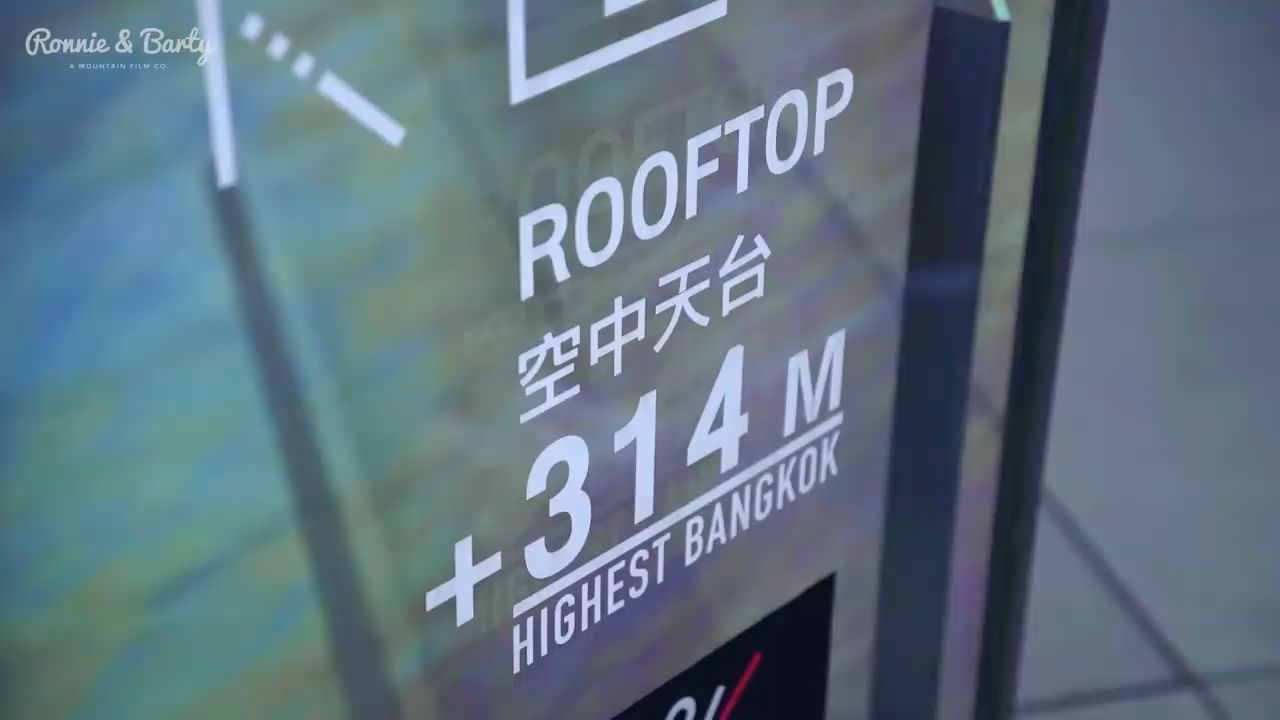 Ronnie & Barty
A MOUNTAIN FILM CO.
ROOFTOP
空中天台
+314 M
HIGHEST BANGKOK